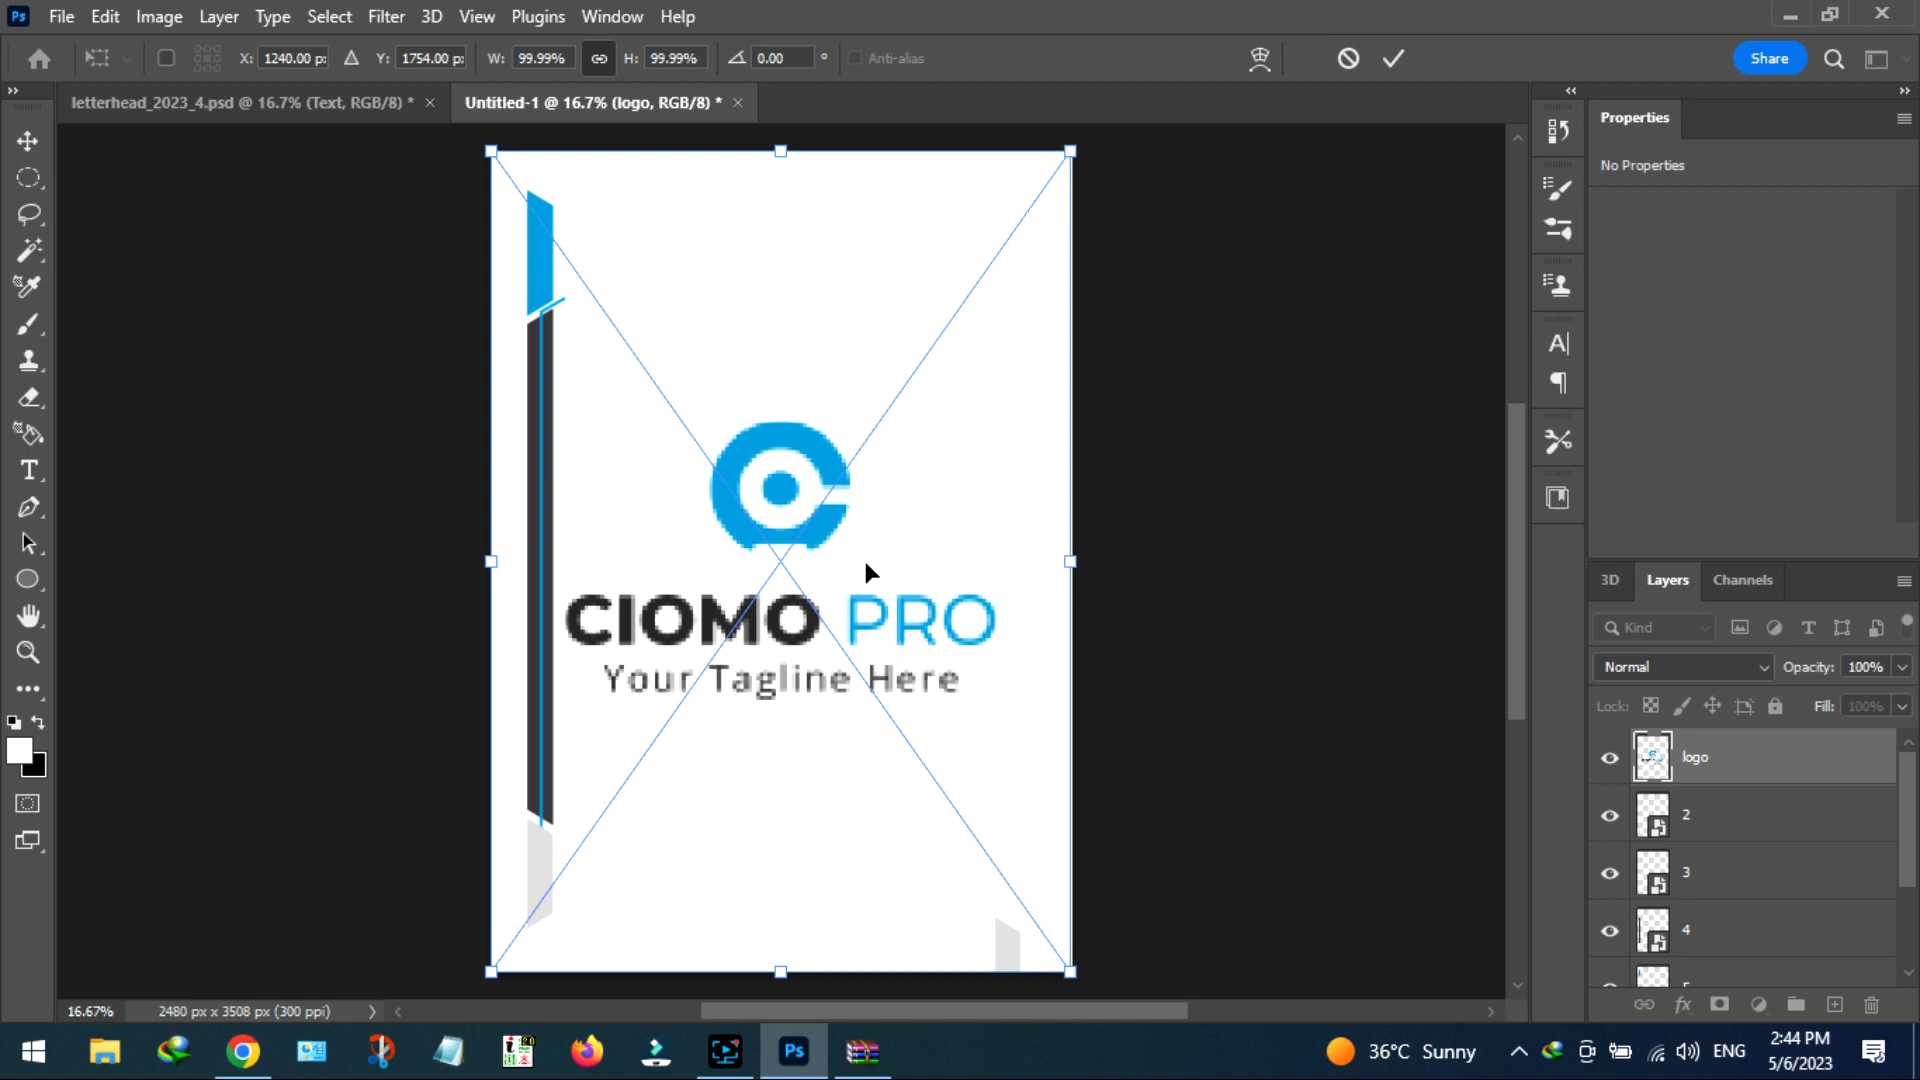 Ps File Edit Image Layer Type Select Filter 3D View Plugins Window Help
X: 1240.00 p: Y: 1754.00 p: W: 99.99% H: 99.99% 0.00 ° Anti-alias Share
letterhead_2023_4.psd @ 16.7% (Text, RGB/8) * × Untitled-1 @ 16.7% (logo, RGB/8) * ×
Properties
No Properties
CIOMO PRO
Your Tagline Here
3D Layers Channels
Kind
Normal Opacity: 100%
Lock: Fill: 100%
logo
2
3
4
16.67% 2480 px x 3508 px (300 ppi)
Ps 36°C Sunny ENG 2:44 PM
5/6/2023